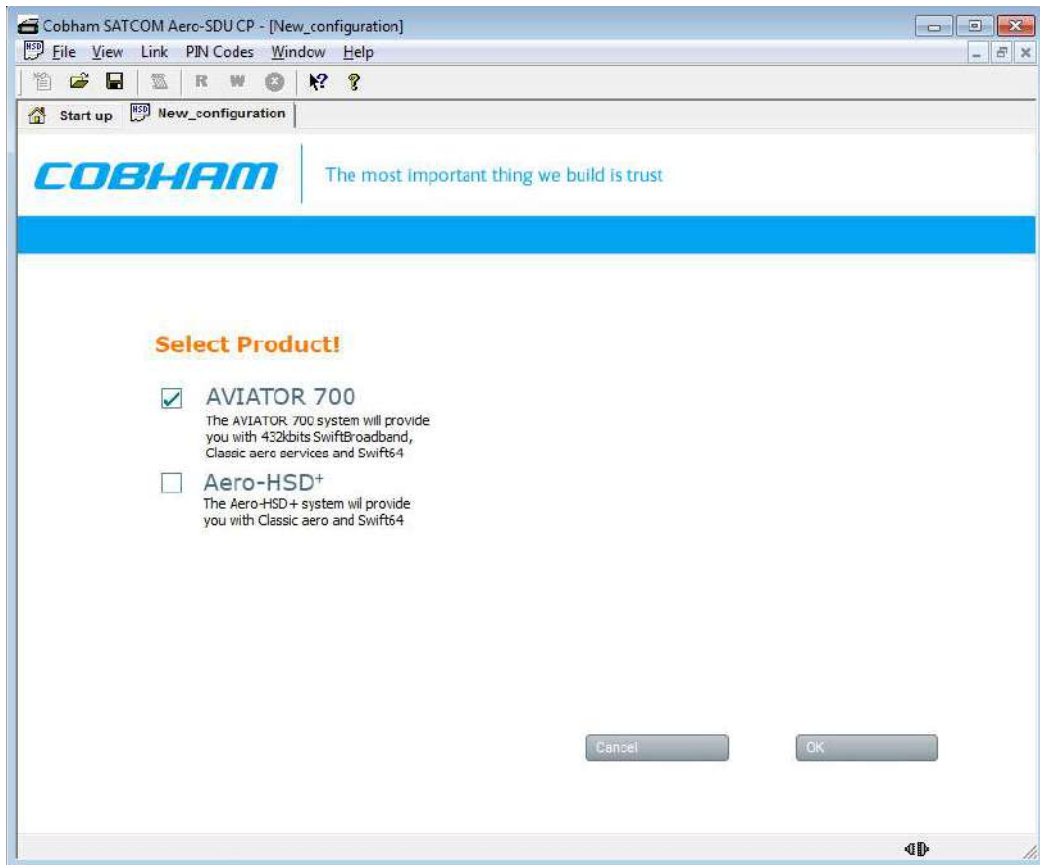 Cobham SATCOM Aero-SDU CP - [New_configuration]
HSD File View Link PIN Codes Window Help
R W ? ?
Start up HSD New_configuration
COBHAM The most important thing we build is trust
Select Product!
AVIATOR 700
The AVIATOR 700 system will provide
you with 432kbits SwiftBroadband,
Classic aero services and Swift64
Aero-HSD+
The Aero-HSD+ system wil provide
you with Classic aero and Swift64
Cancel OK